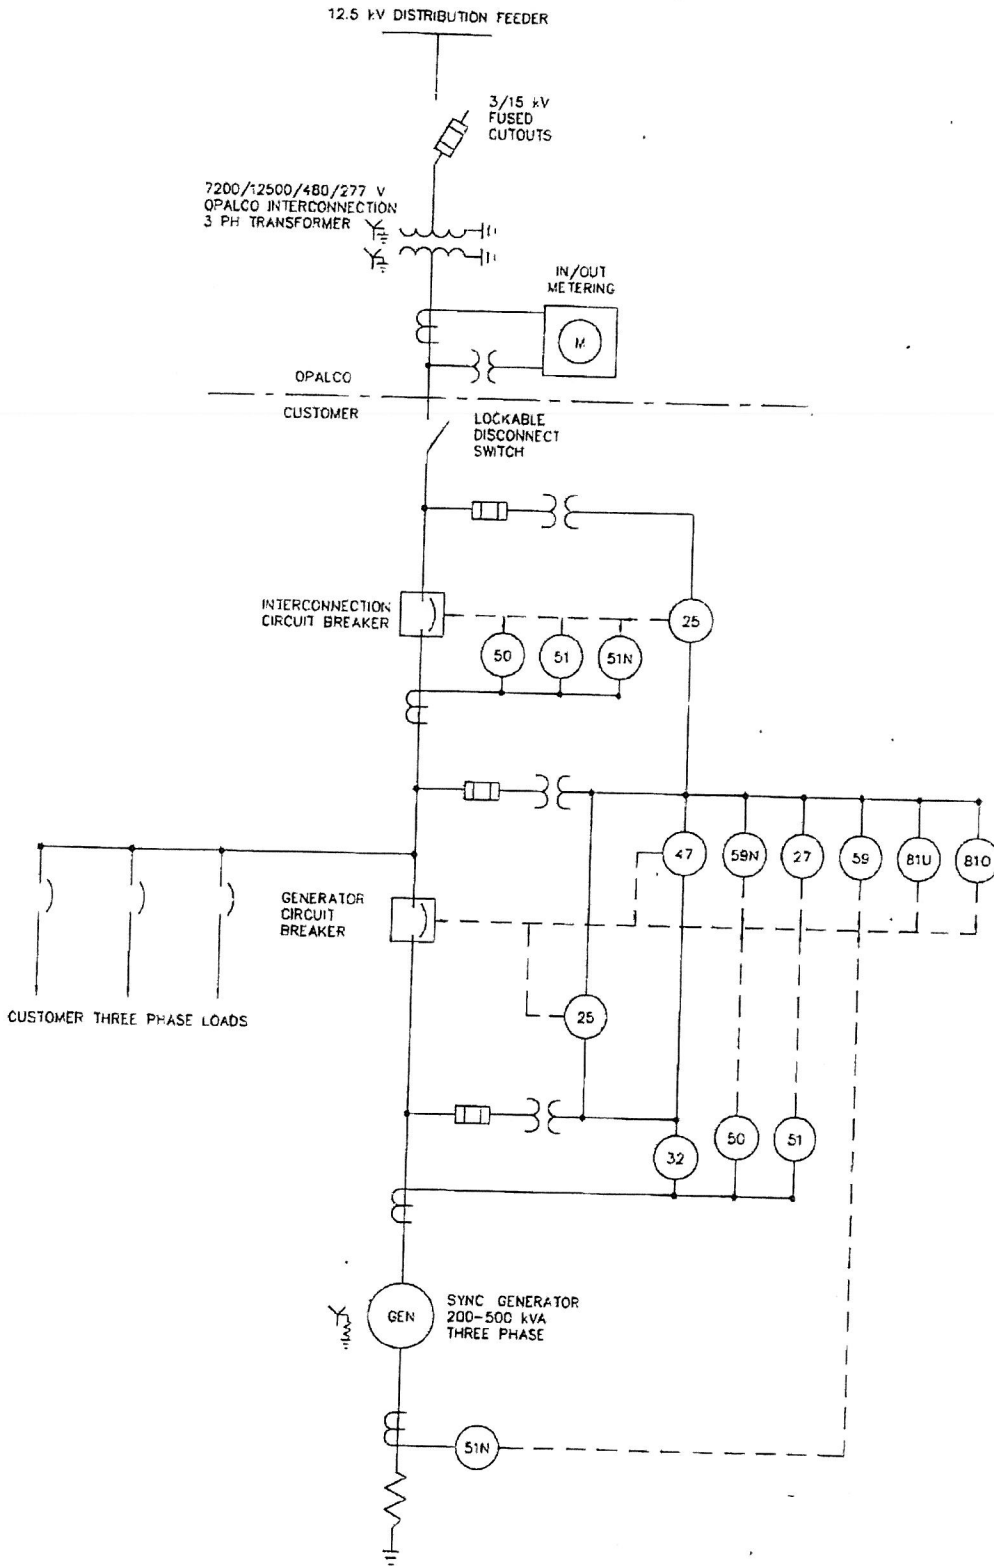 12.5 kV DISTRIBUTION FEEDER
3/15 kV
FUSED
CUTOUTS
7200/12500/480/277 V
OPALCO INTERCONNECTION
3 PH TRANSFORMER
IN/OUT
METERING
M
OPALCO
CUSTOMER
LOCKABLE
DISCONNECT
SWITCH
INTERCONNECTION
CIRCUIT BREAKER
25
50
51
51N
47
59N
27
59
81U
81O
GENERATOR
CIRCUIT
BREAKER
CUSTOMER THREE PHASE LOADS
25
50
51
32
GEN
SYNC GENERATOR
200-500 kVA
THREE PHASE
51N